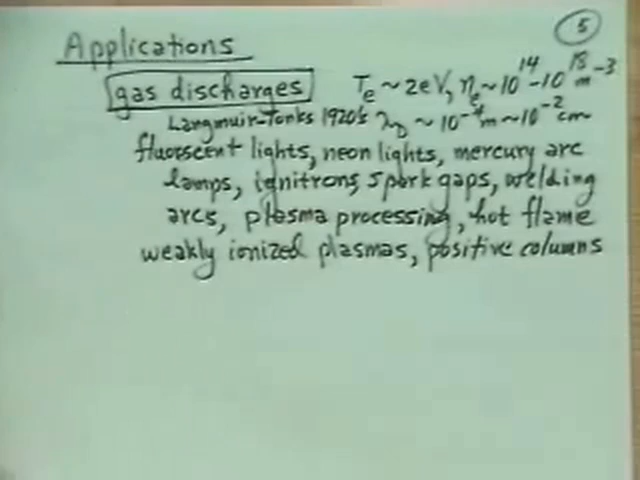 5
Applications
gas discharges Te ~ 2eV, ne ~ 10^14 - 10^18 m^-3
Langmuir-Tonks 1920's λD ~ 10^-4 m ~ 10^-2 cm
fluorscent lights, neon lights, mercury arc
lamps, ignitrons, spark gaps, welding
arcs, plasma processing, hot flame
weakly ionized plasmas, positive columns